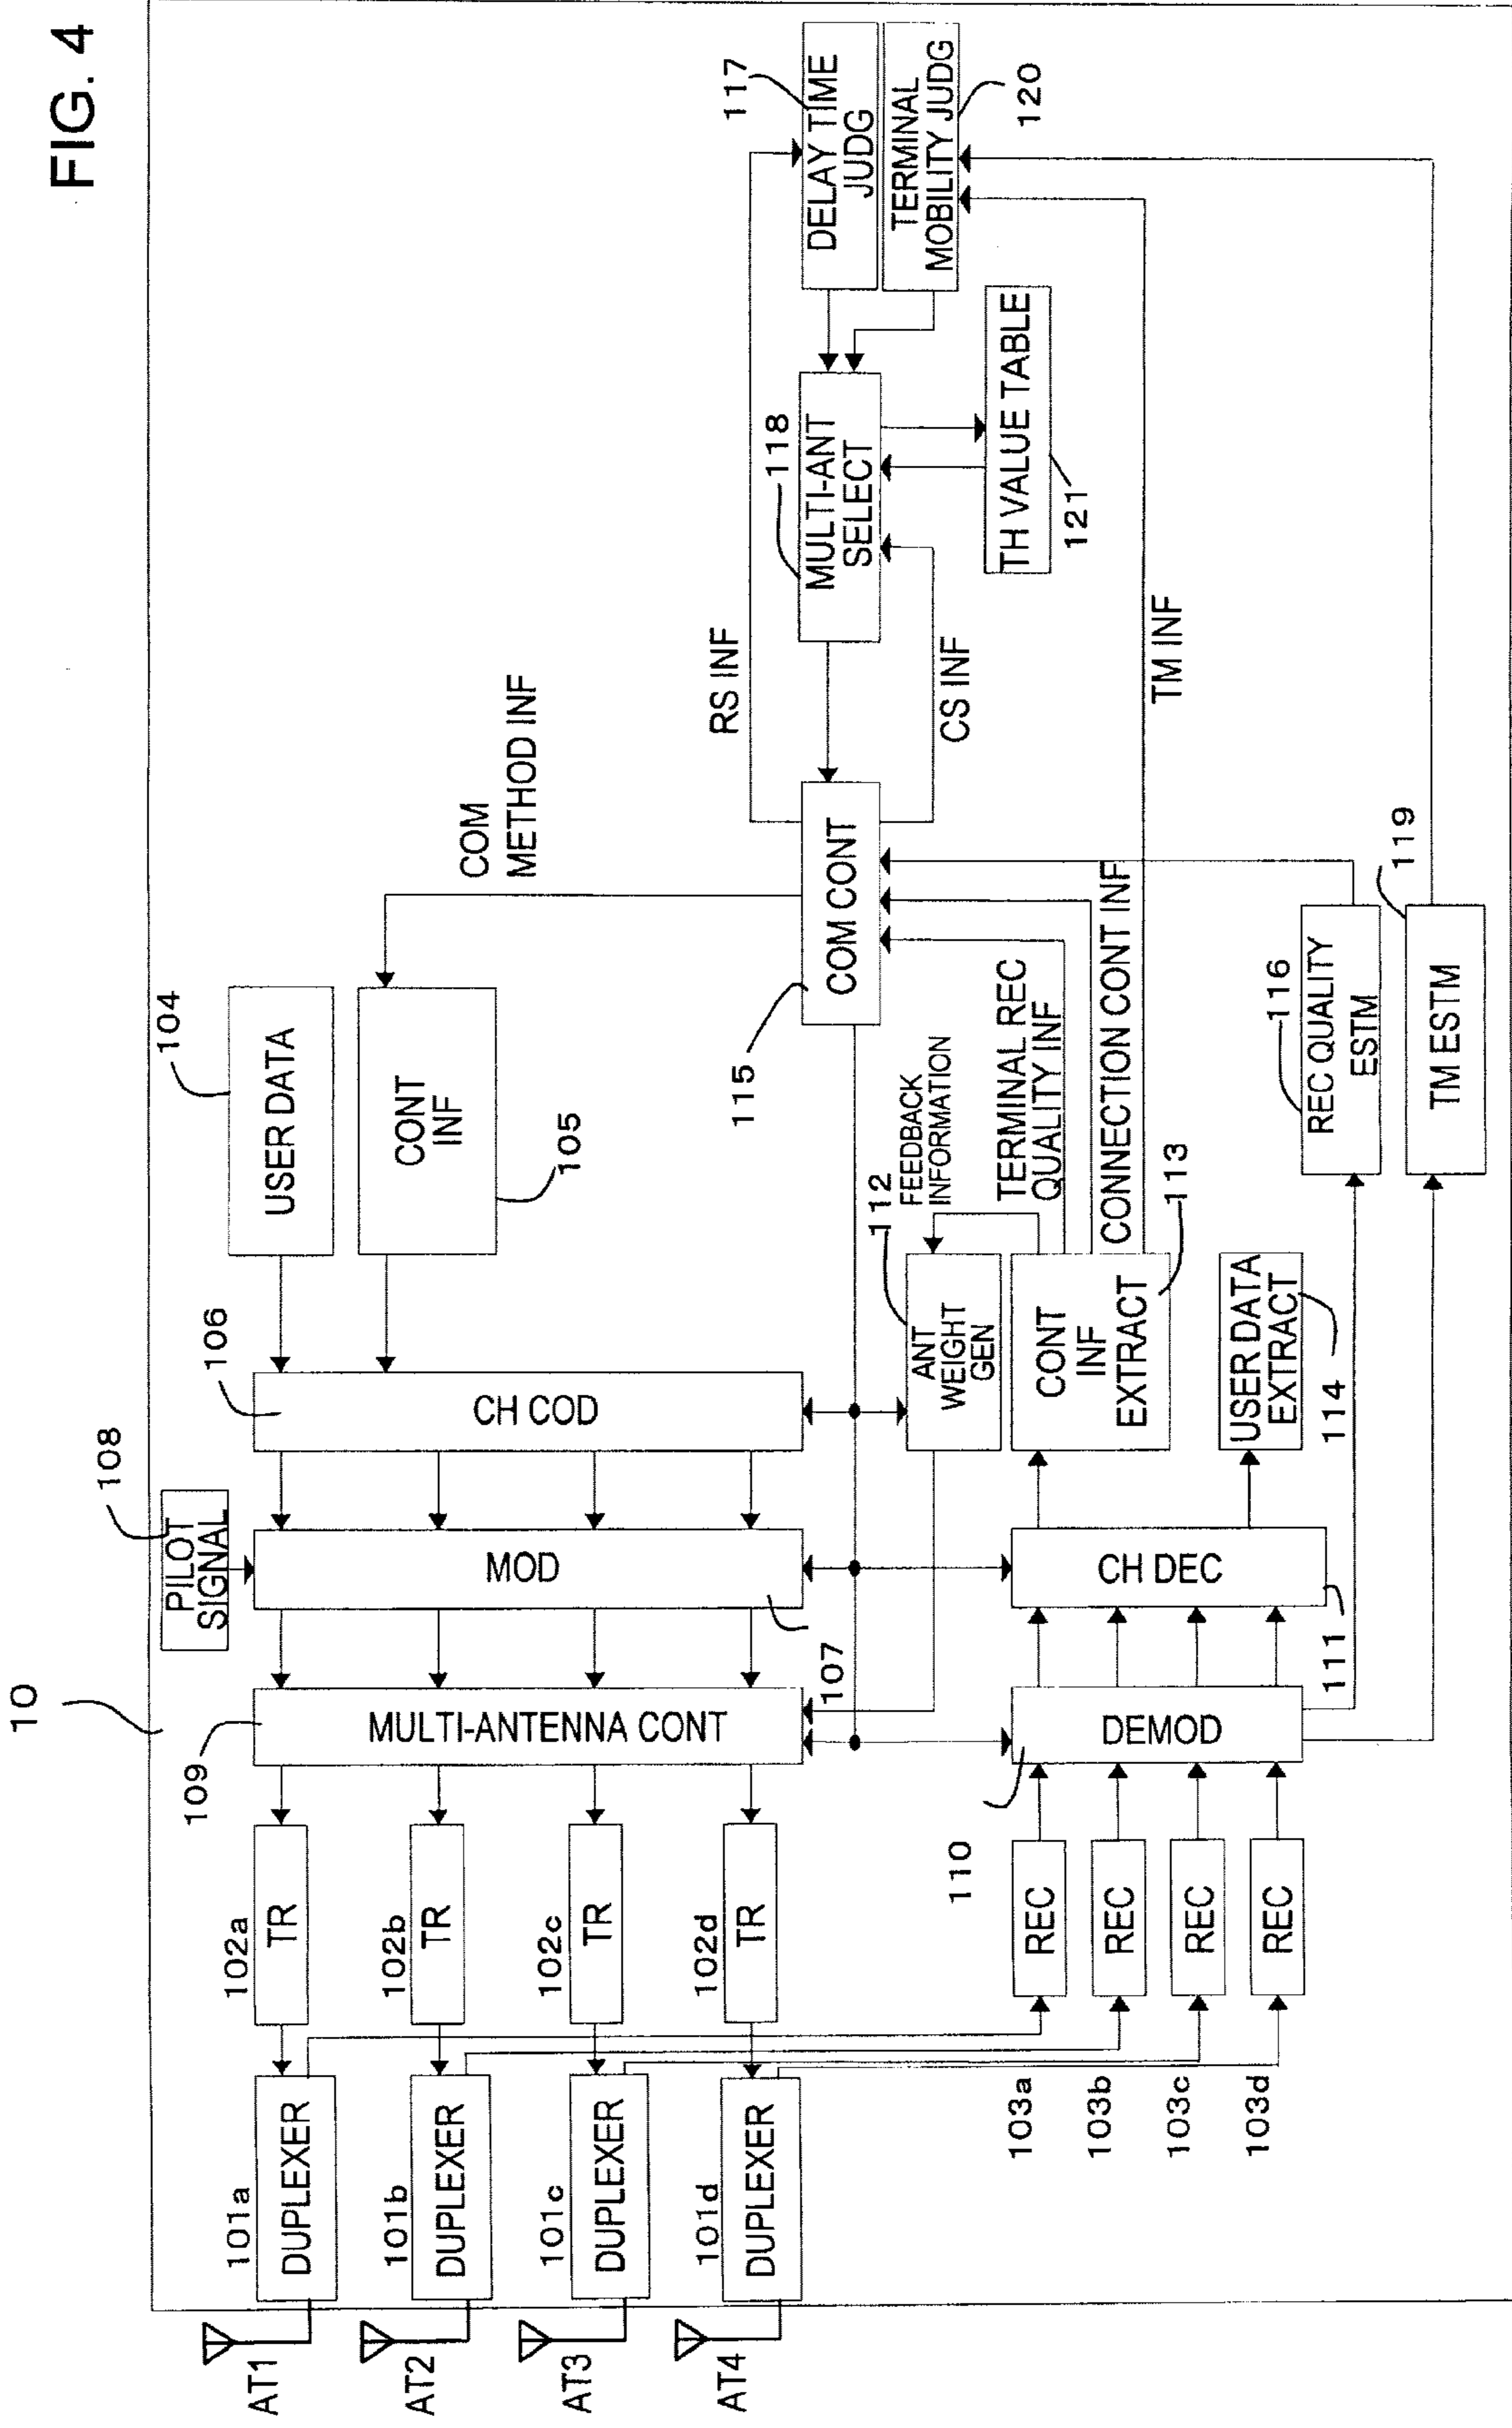 FIG. 4
10
PILOT
SIGNAL
108
104
USER DATA
CONT
INF
105
COM
METHOD INF
106
CH COD
MOD
107
109
MULTI-ANTENNA CONT
102a
TR
102b
TR
102c
TR
102d
TR
101a
DUPLEXER
101b
DUPLEXER
101c
DUPLEXER
101d
DUPLEXER
AT1
AT2
AT3
AT4
RS INF
117
DELAY TIME
JUDG
TERMINAL
MOBILITY JUDG
120
118
MULTI-ANT
SELECT
TH VALUE TABLE
121
CS INF
TM INF
COM CONT
115
112
FEEDBACK
INFORMATION
ANT
WEIGHT
GEN
TERMINAL REC
QUALITY INF
CONNECTION CONT INF
CONT
INF
EXTRACT
113
USER DATA
EXTRACT
114
116
REC QUALITY
ESTM
119
TM ESTM
CH DEC
111
DEMOD
110
REC
REC
REC
REC
103a
103b
103c
103d